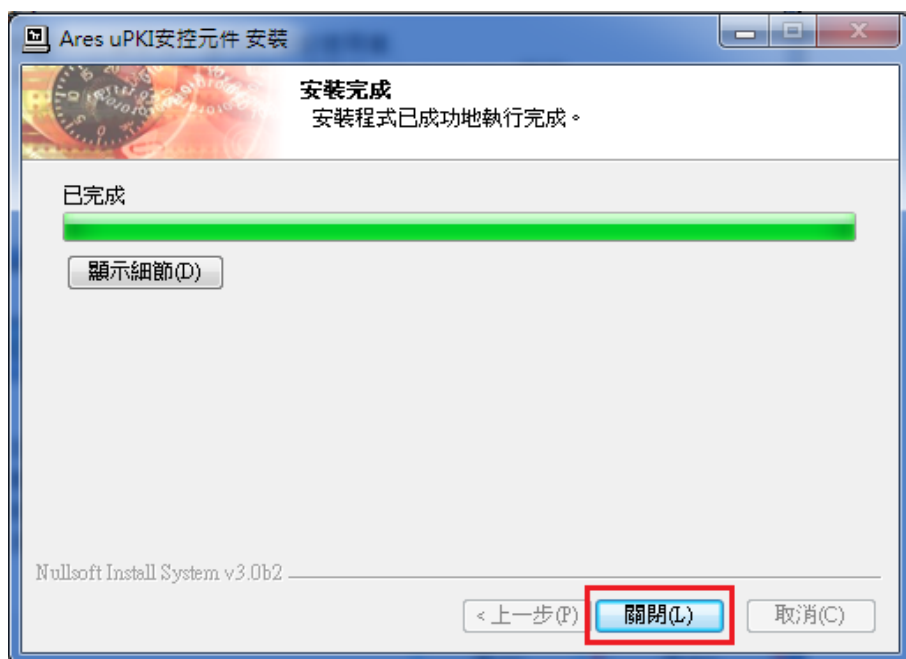 Ares uPKI安控元件 安裝
安裝完成
安裝程式已成功地執行完成。
已完成
顯示細節(D)
Nullsoft Install System v3.0b2
<上一步(P) 關閉(L) 取消(C)